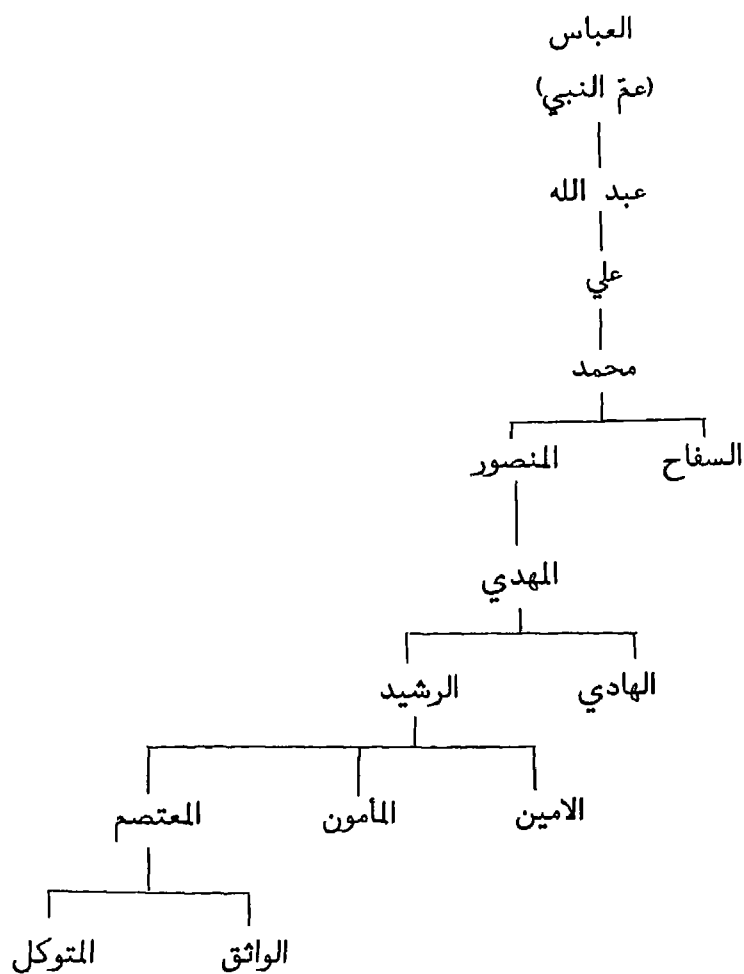 العباس
(عمّ النبي)
عبد الله
علي
محمد
السفاح المنصور
المهدي
الهادي الرشيد
الامين المأمون المعتصم
الواثق المتوكل